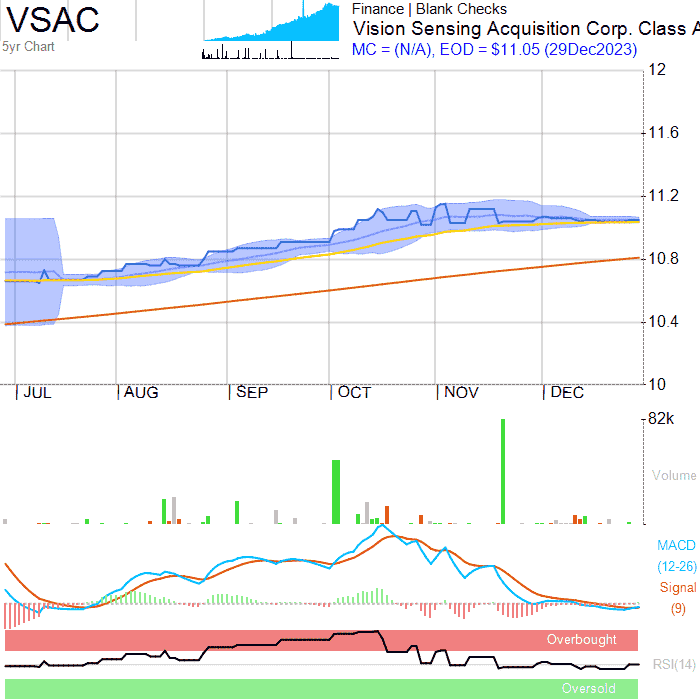 VSAC
5yr Chart
Finance | Blank Checks
Vision Sensing Acquisition Corp. Class A
MC = (N/A), EOD = $11.05 (29Dec2023)
12
11.6
11.2
10.8
10.4
10
JUL AUG SEP OCT NOV DEC
82k
Volume
MACD
(12-26)
Signal
(9)
Overbought
RSI(14)
Oversold